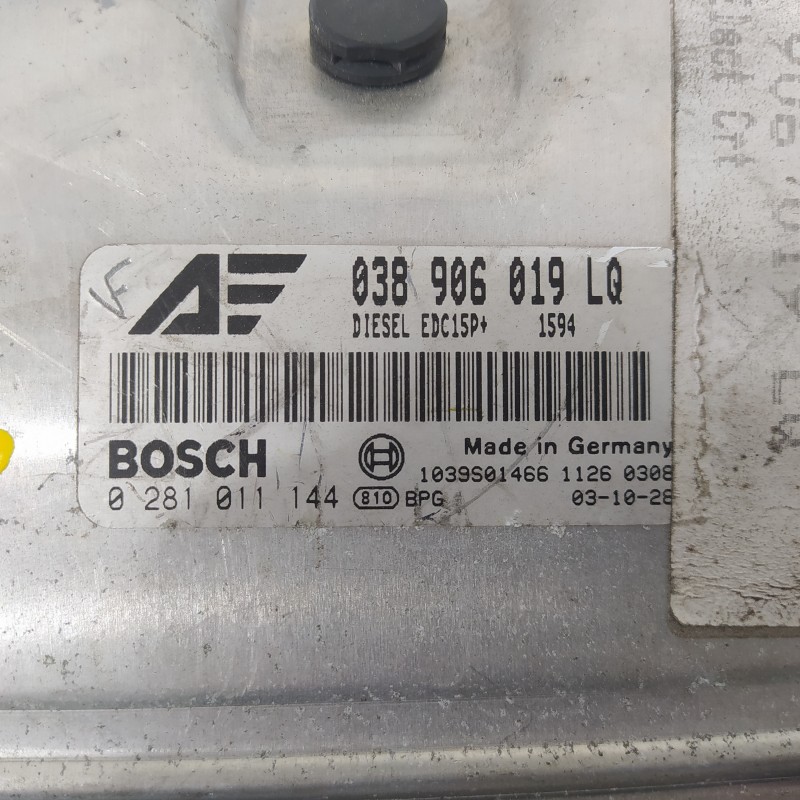 AF
038 906 019 LQ
DIESEL EDC15P+ 1594
BOSCH
Made in Germany
1039S01466 1126 0308
0 281 011 144 810 BPG 03-10-28